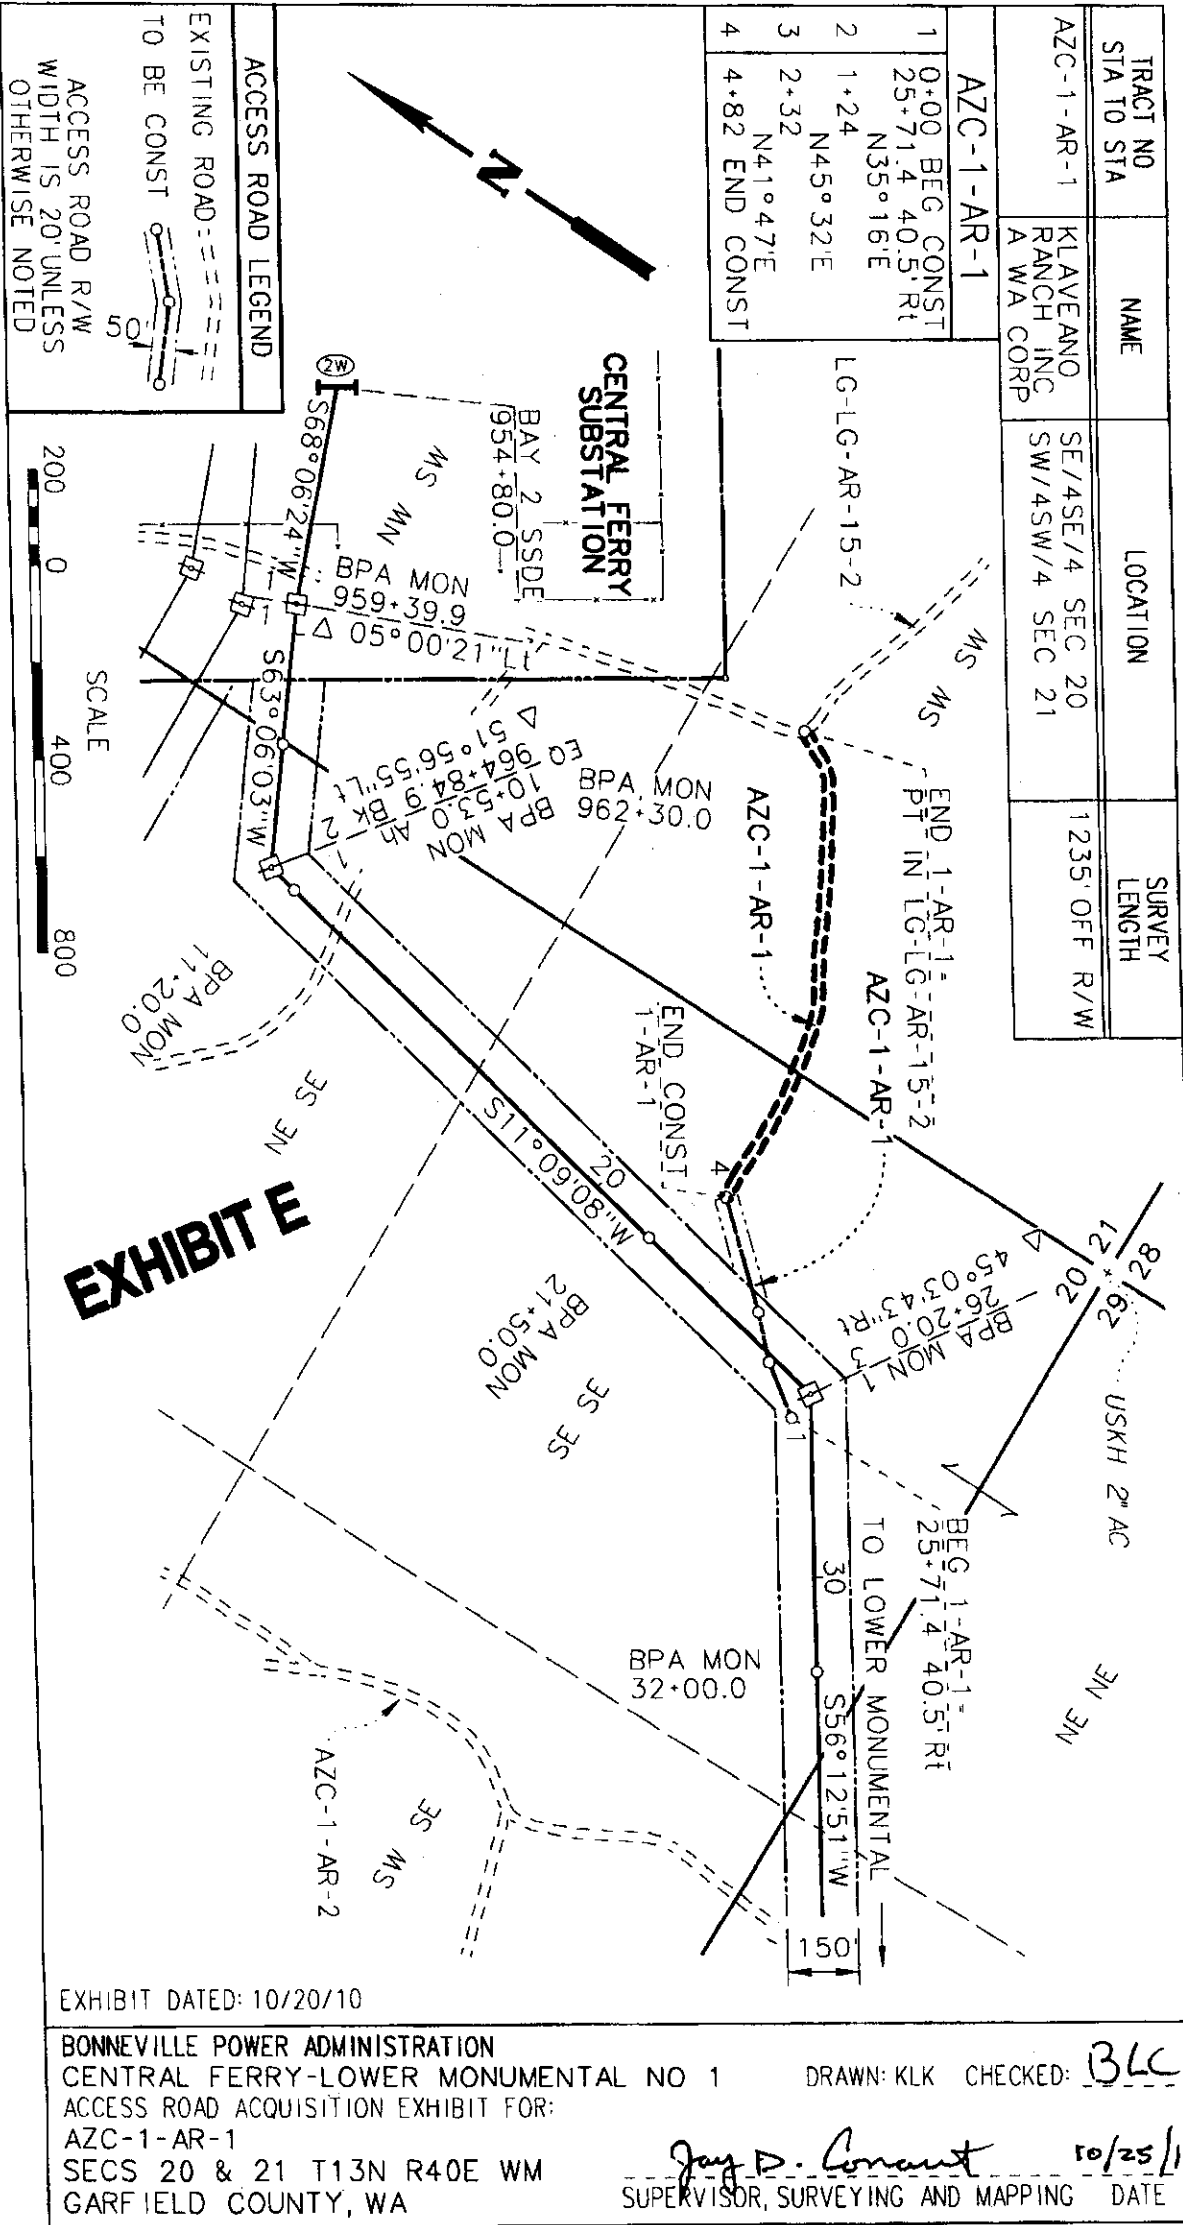 TRACT NO
STA TO STA
NAME
LOCATION
SURVEY
LENGTH
AZC-1-AR-1
KLAVEANO
RANCH INC
A WA CORP
SE/4SE/4 SEC 20
SW/4SW/4 SEC 21
1235' OFF R/W
AZC-1-AR-1
1 0+00 BEG CONST
25+71.4 40.5' Rt
N35°16'E
2 1+24
N45°32'E
3 2+32
N41°47'E
4 4+82 END CONST
N
ACCESS ROAD LEGEND
EXISTING ROAD:
TO BE CONST
50'
ACCESS ROAD R/W
WIDTH IS 20' UNLESS
OTHERWISE NOTED
200 0 400 800
SCALE
CENTRAL FERRY
SUBSTATION
BAY 2 SSDE
954+80.0
2W
S68°06'24"W
NW SW
BPA MON
959+39.9
△ 05°00'21"Lt
1
S63°06'03"W
LG-LG-AR-15-2
SW SW
END 1-AR-1=
PT IN LG-LG-AR-15-2
AZC-1-AR-1
AZC-1-AR-1
BPA MON
962+30.0
BPA MON
10+53.0 Ah
EQ 964+84.9 Bk
△ 51°56'55"Lt
1
2
BPA MON
11+20.0
NE SE
END CONST
1-AR-1
4
S11°09'08"W
20
BPA MON
21+50.0
SE SE
BPA MON 1
26+20.0 3
△ 45°03'43"Rt
21 28
20 29
USKH 2" AC
1
BEG 1-AR-1=
25+71.4 40.5' Rt
TO LOWER MONUMENTAL
30
S56°12'51"W
NE NE
BPA MON
32+00.0
AZC-1-AR-2
SW SE
150'
EXHIBIT E
EXHIBIT DATED: 10/20/10
BONNEVILLE POWER ADMINISTRATION
CENTRAL FERRY-LOWER MONUMENTAL NO 1
DRAWN: KLK CHECKED: BLC
ACCESS ROAD ACQUISITION EXHIBIT FOR:
AZC-1-AR-1
SECS 20 & 21 T13N R40E WM
GARFIELD COUNTY, WA
Jay D. Conant 10/25/1
SUPERVISOR, SURVEYING AND MAPPING DATE